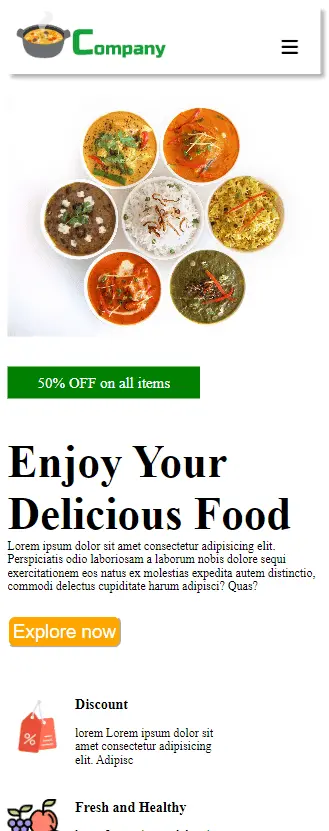 Company
50% OFF on all items
Enjoy Your
Delicious Food
Lorem ipsum dolor sit amet consectetur adipisicing elit.
Perspiciatis odio laboriosam a laborum nobis dolore sequi
exercitationem eos natus ex molestias expedita autem distinctio,
commodi delectus cupiditate harum adipisci? Quas?
Explore now
%
Discount
lorem Lorem ipsum dolor sit
amet consectetur adipisicing
elit. Adipisc
Fresh and Healthy